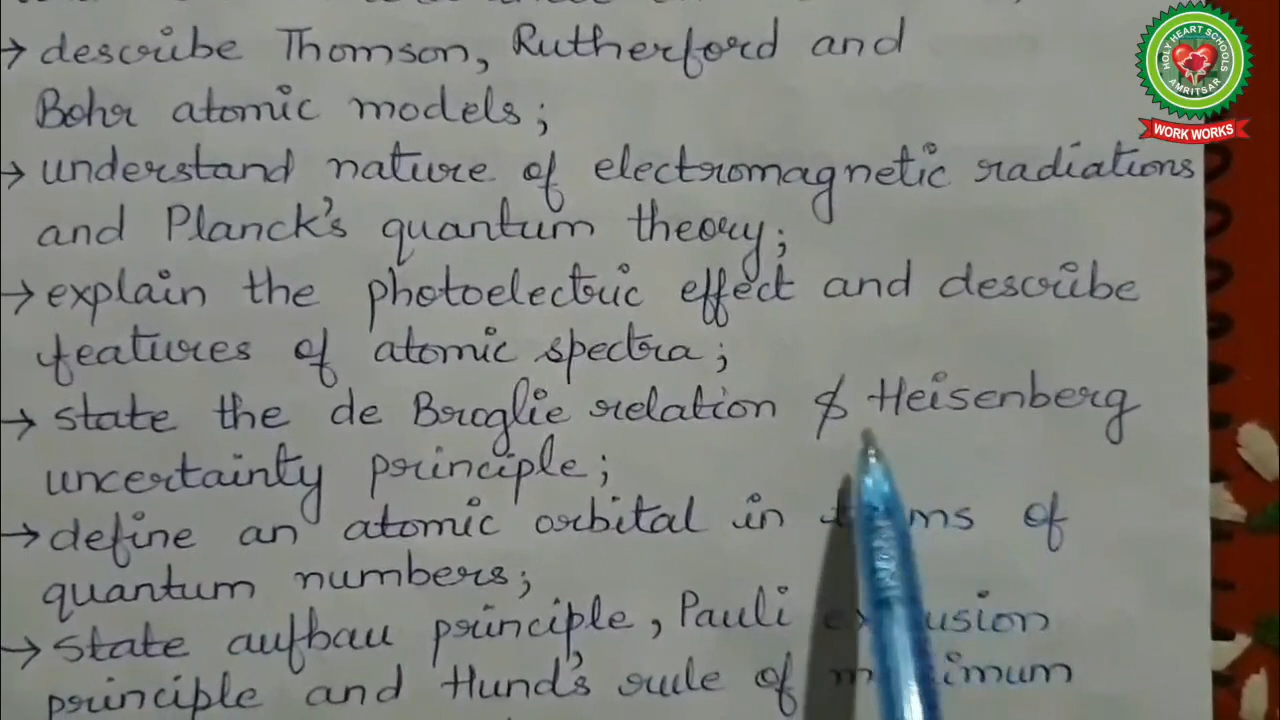 → describe Thomson, Rutherford and
Bohr atomic models;
→ understand nature of electromagnetic radiations
and Planck's quantum theory;
→ explain the photoelectric effect and describe
features of atomic spectra;
→ state the de Broglie relation & Heisenberg
uncertainty principle;
→ define an atomic orbital in of
quantum numbers;
→ state aufbau principle, Pauli
principle and Hund's rule of
HOLY HEART SCHOOLS
AMRITSAR
WORK WORKS